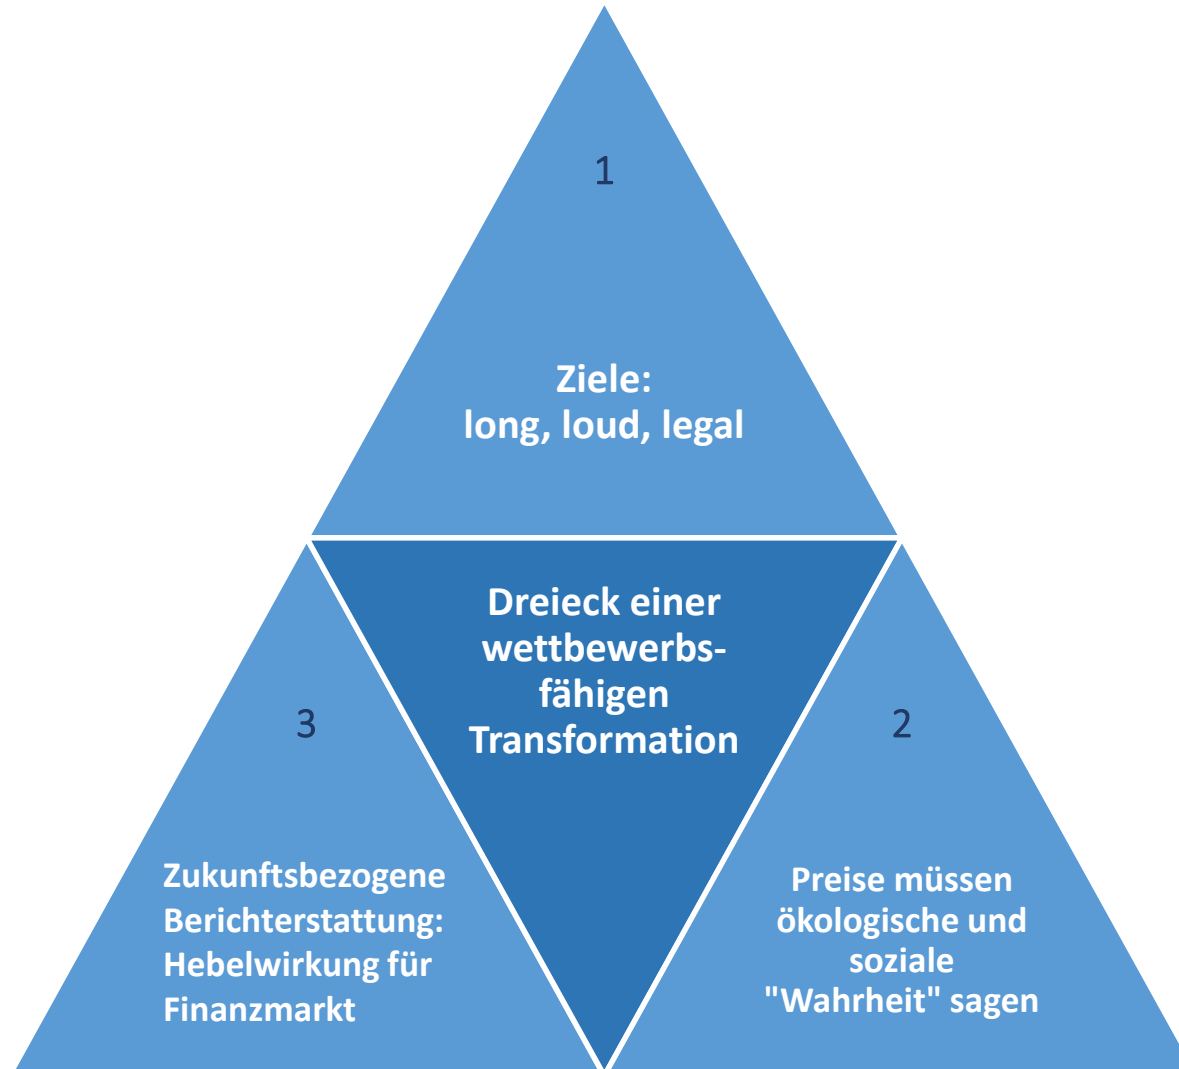 1
Ziele:
long, loud, legal
Dreieck einer
wettbewerbs-
fähigen
Transformation
3
Zukunftsbezogene
Berichterstattung:
Hebelwirkung für
Finanzmarkt
2
Preise müssen
ökologische und
soziale
"Wahrheit" sagen